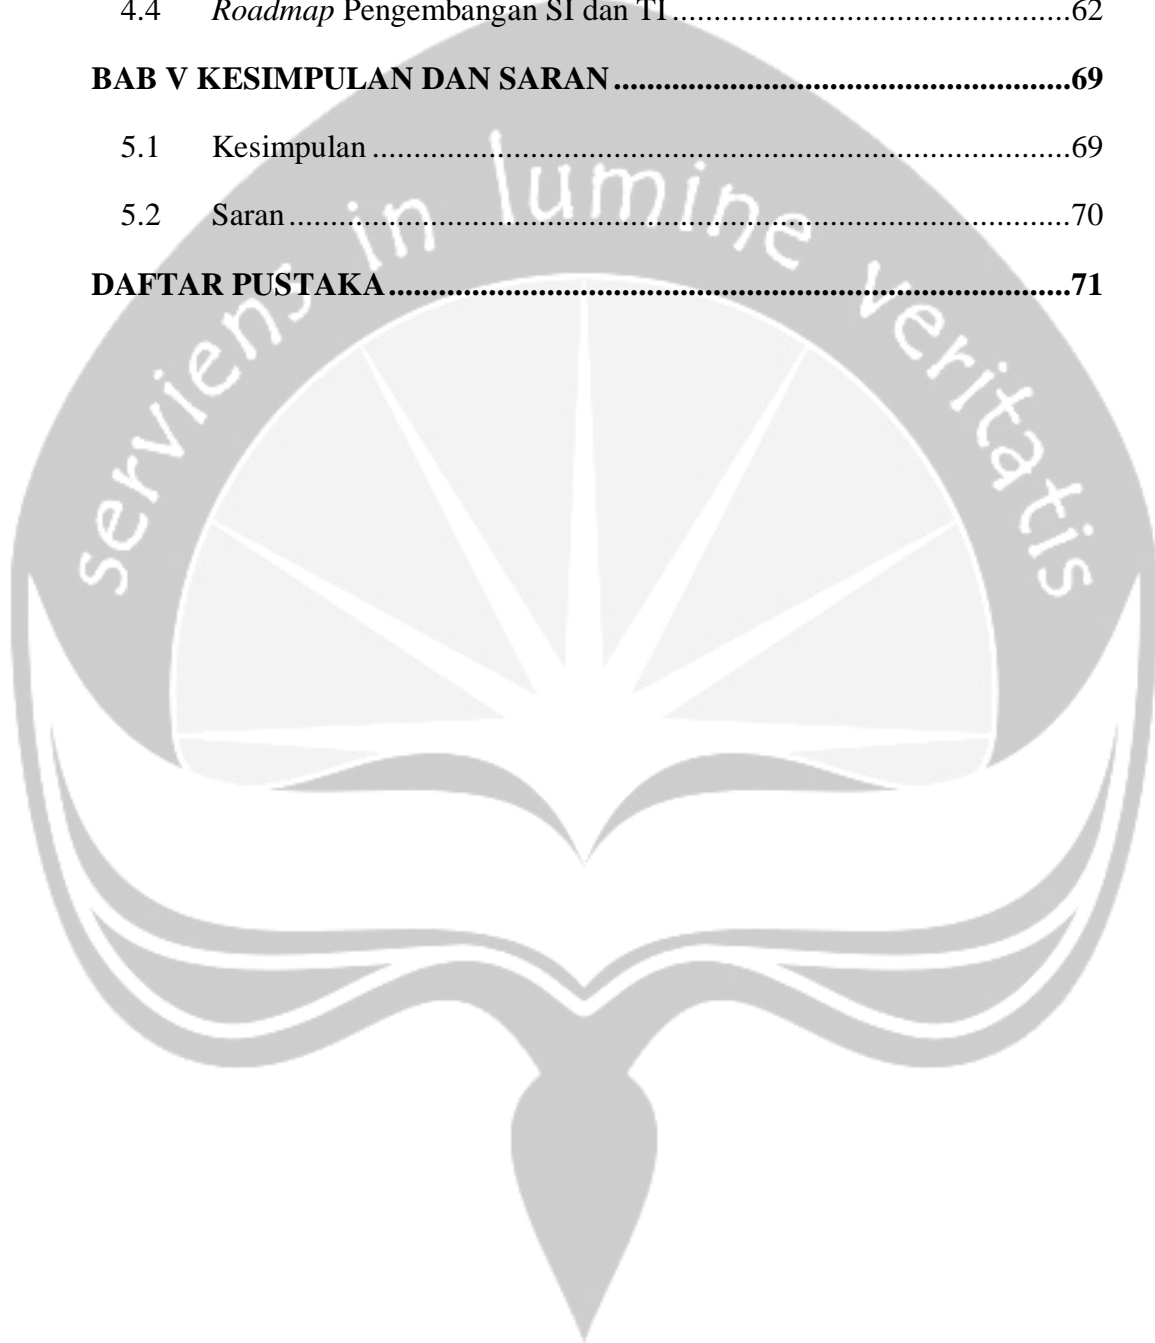 4.4 Roadmap Pengembangan SI dan TI.................................................62
BAB V KESIMPULAN DAN SARAN........................................................69
5.1 Kesimpulan.....................................................................................69
5.2 Saran...............................................................................................70
DAFTAR PUSTAKA...................................................................................71
serviens in lumine veritatis